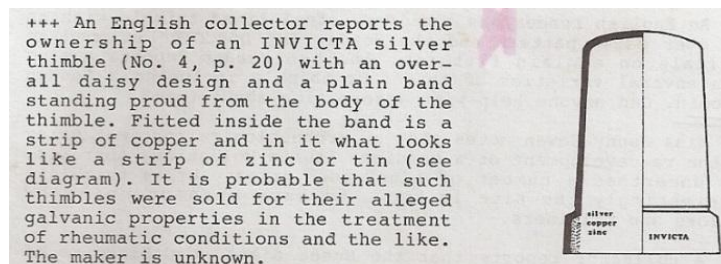 +++ An English collector reports the
ownership of an INVICTA silver
thimble (No. 4, p. 20) with an over-
all daisy design and a plain band
standing proud from the body of the
thimble. Fitted inside the band is a
strip of copper and in it what looks
like a strip of zinc or tin (see
diagram). It is probable that such
thimbles were sold for their alleged
galvanic properties in the treatment
of rheumatic conditions and the like.
The maker is unknown.
silver
copper
zinc
INVICTA